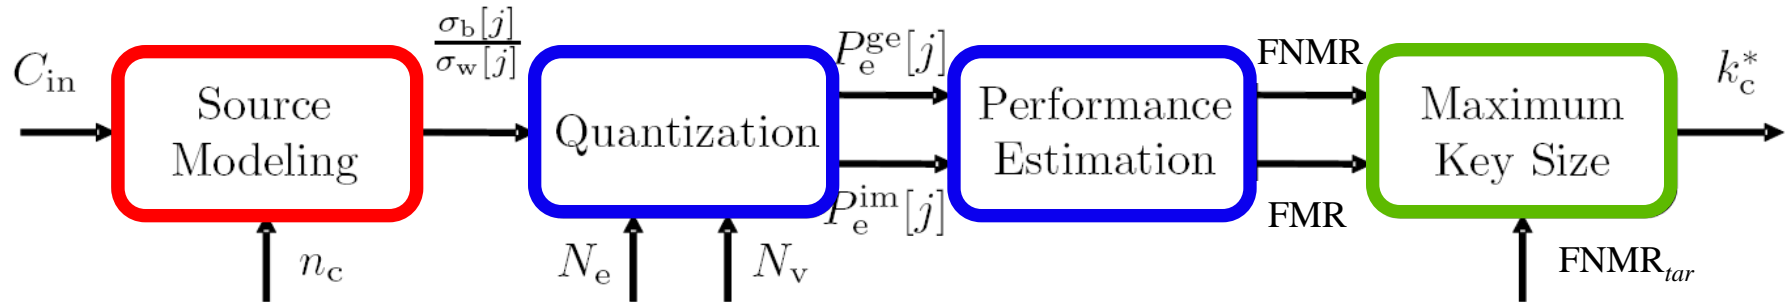 C_in
Source
Modeling
n_c
σ_b[j]
σ_w[j]
Quantization
N_e
N_v
P_e^ge[j]
P_e^im[j]
Performance
Estimation
FNMR
FMR
Maximum
Key Size
FNMR_tar
k_c^*